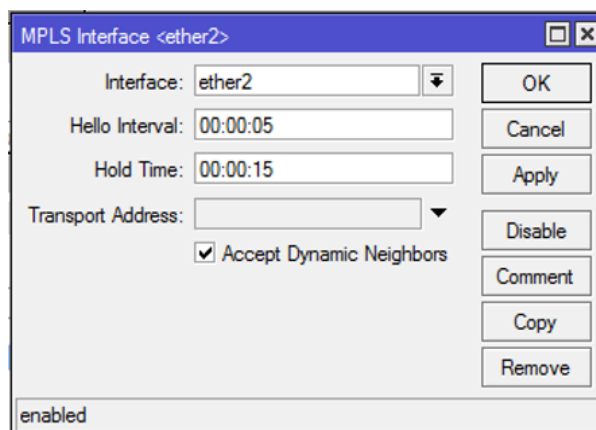 MPLS Interface <ether2>
Interface: ether2
OK
Hello Interval: 00:00:05
Cancel
Hold Time: 00:00:15
Apply
Transport Address:
Disable
Accept Dynamic Neighbors
Comment
Copy
Remove
enabled